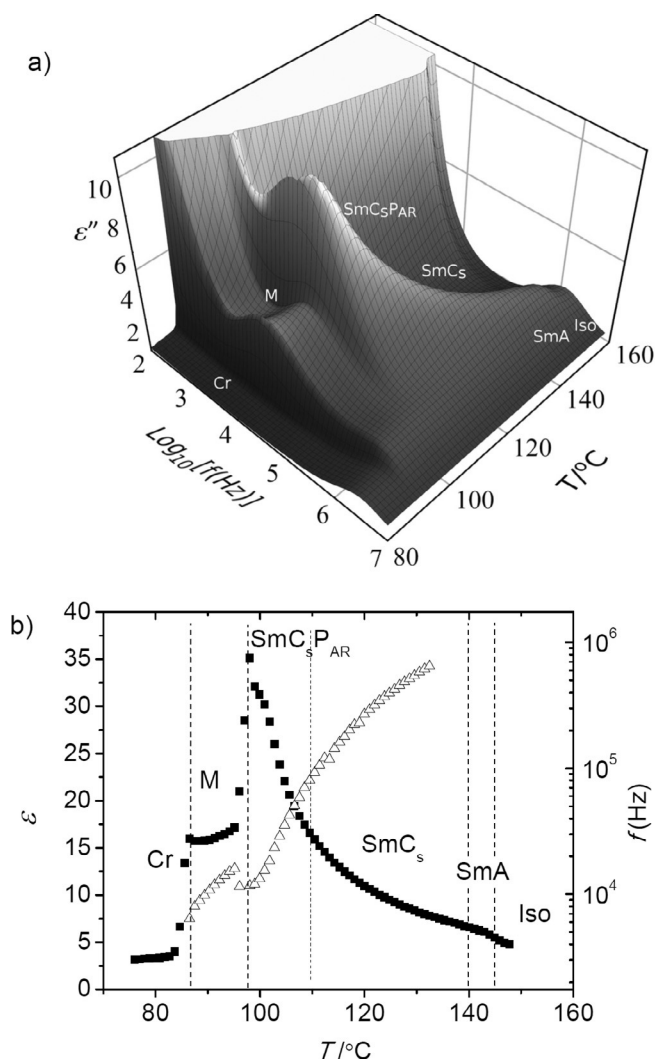 a)
10
8
ε″
6
4
2
2
3
4
5
6
7
Log10[f(Hz)]
80
100
120
140
160
T/ºC
SmCSPAR
SmCS
M
Cr
SmA
Iso
b)
40
35
30
25
20
15
10
5
0
ε
SmCsPAR
M
Cr
SmCs
SmA
Iso
10^6
10^5
10^4
f(Hz)
80 100 120 140 160
T/°C